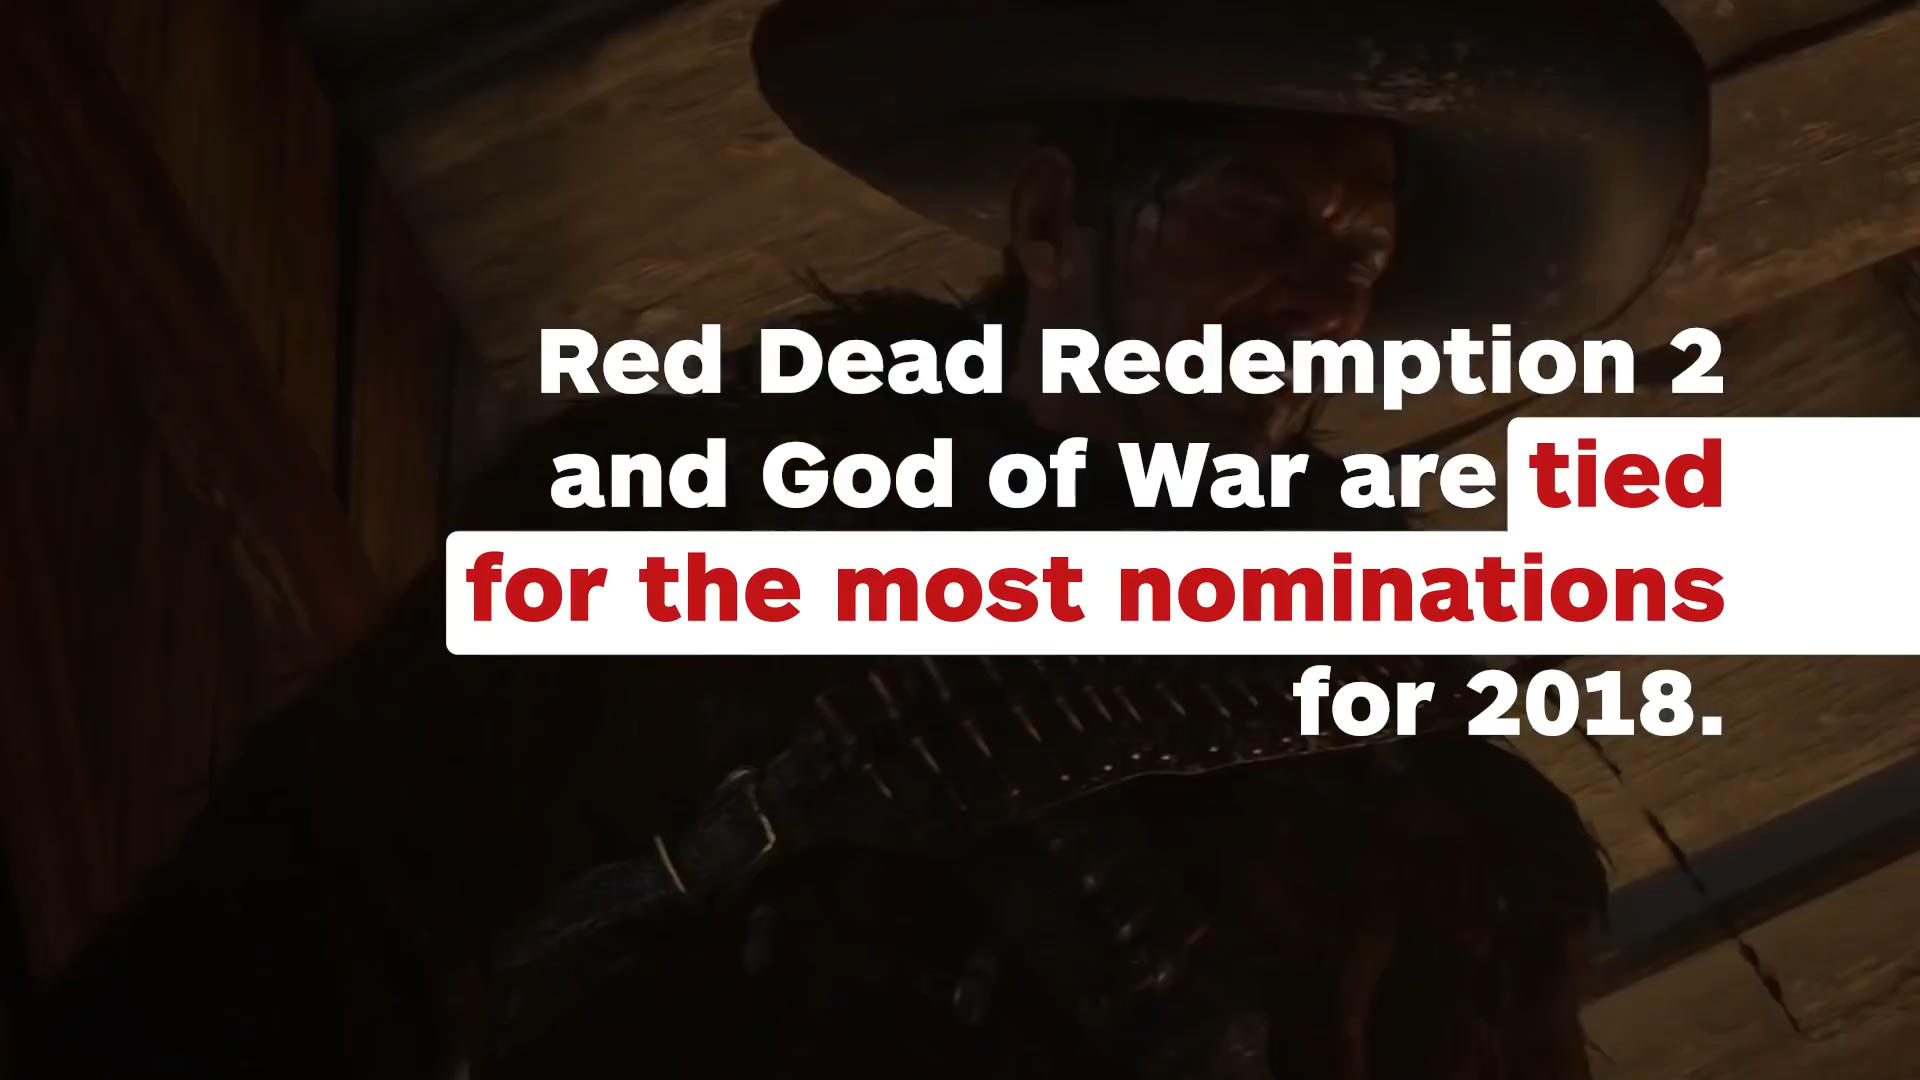 Red Dead Redemption 2
and God of War are tied
for the most nominations
for 2018.